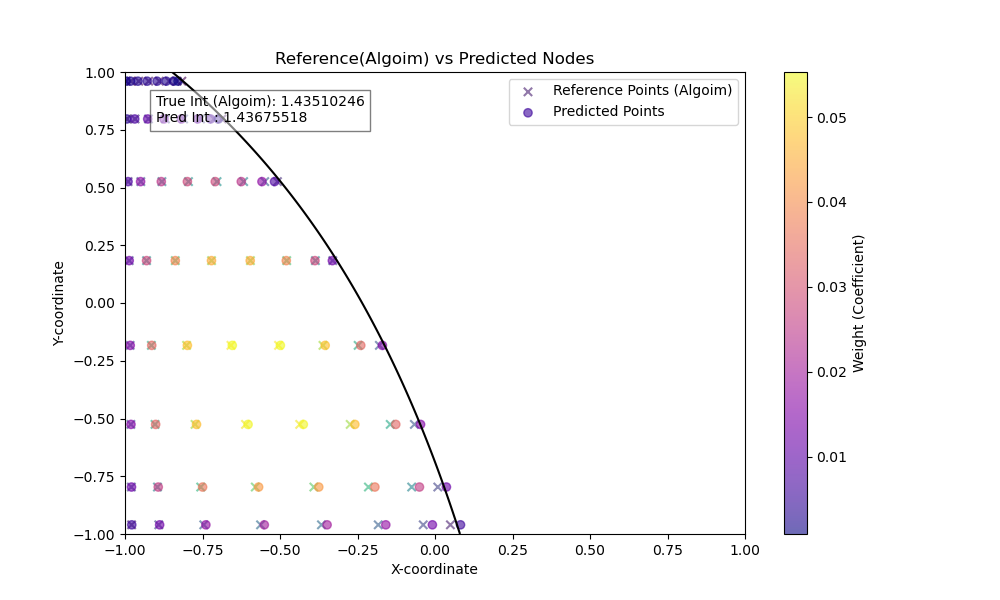 Reference(Algoim) vs Predicted Nodes
True Int (Algoim): 1.43510246
Pred Int : 1.43675518
Reference Points (Algoim)
Predicted Points
1.00
0.75
0.50
0.25
0.00
−0.25
−0.50
−0.75
−1.00
Y-coordinate
−1.00 −0.75 −0.50 −0.25 0.00 0.25 0.50 0.75 1.00
X-coordinate
0.05
0.04
0.03
0.02
0.01
Weight (Coefficient)